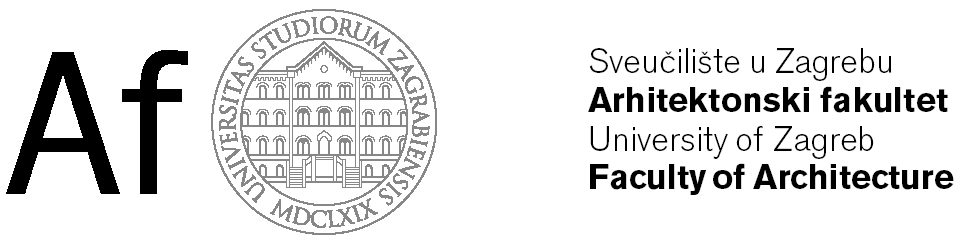 Af
UNIVERSITAS STUDIORUM ZAGRABIENSIS
MDCLXIX
Sveučilište u Zagrebu
Arhitektonski fakultet
University of Zagreb
Faculty of Architecture